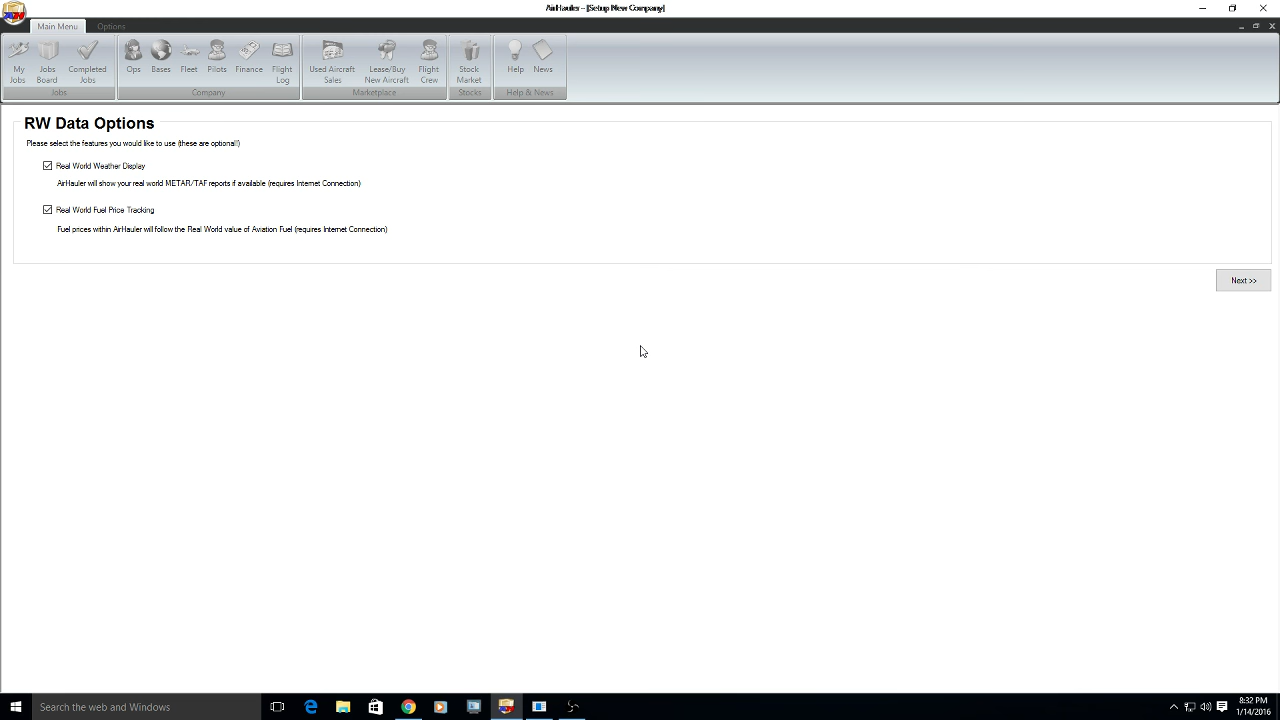 AirHauler - [Setup New Company]
Main Menu Options
My Jobs
Jobs Board
Completed Jobs
Ops
Bases
Fleet
Pilots
Finance
Flight Log
Used Aircraft Sales
Lease/Buy New Aircraft
Flight Crew
Stock Market
Help
News
Jobs
Company
Marketplace
Stocks
Help & News
RW Data Options
Please select the features you would like to use (these are optional!)
Real World Weather Display
AirHauler will show your real world METAR/TAF reports if available (requires Internet Connection)
Real World Fuel Price Tracking
Fuel prices within AirHauler will follow the Real World value of Aviation Fuel (requires Internet Connection)
Next >>
Search the web and Windows
8:32 PM
1/14/2016